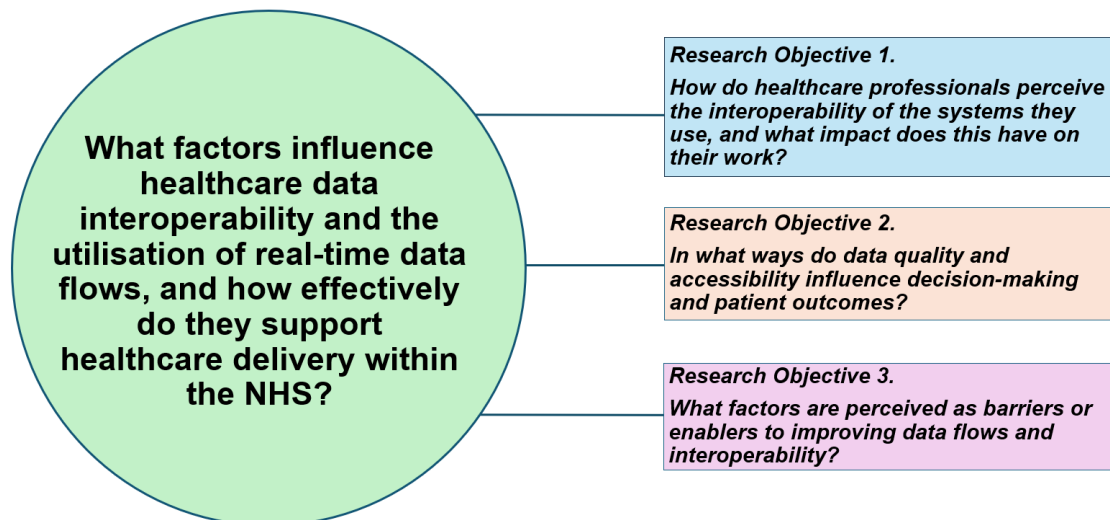 What factors influence
healthcare data
interoperability and the
utilisation of real-time data
flows, and how effectively
do they support
healthcare delivery within
the NHS?
Research Objective 1.
How do healthcare professionals perceive
the interoperability of the systems they
use, and what impact does this have on
their work?
Research Objective 2.
In what ways do data quality and
accessibility influence decision-making
and patient outcomes?
Research Objective 3.
What factors are perceived as barriers or
enablers to improving data flows and
interoperability?